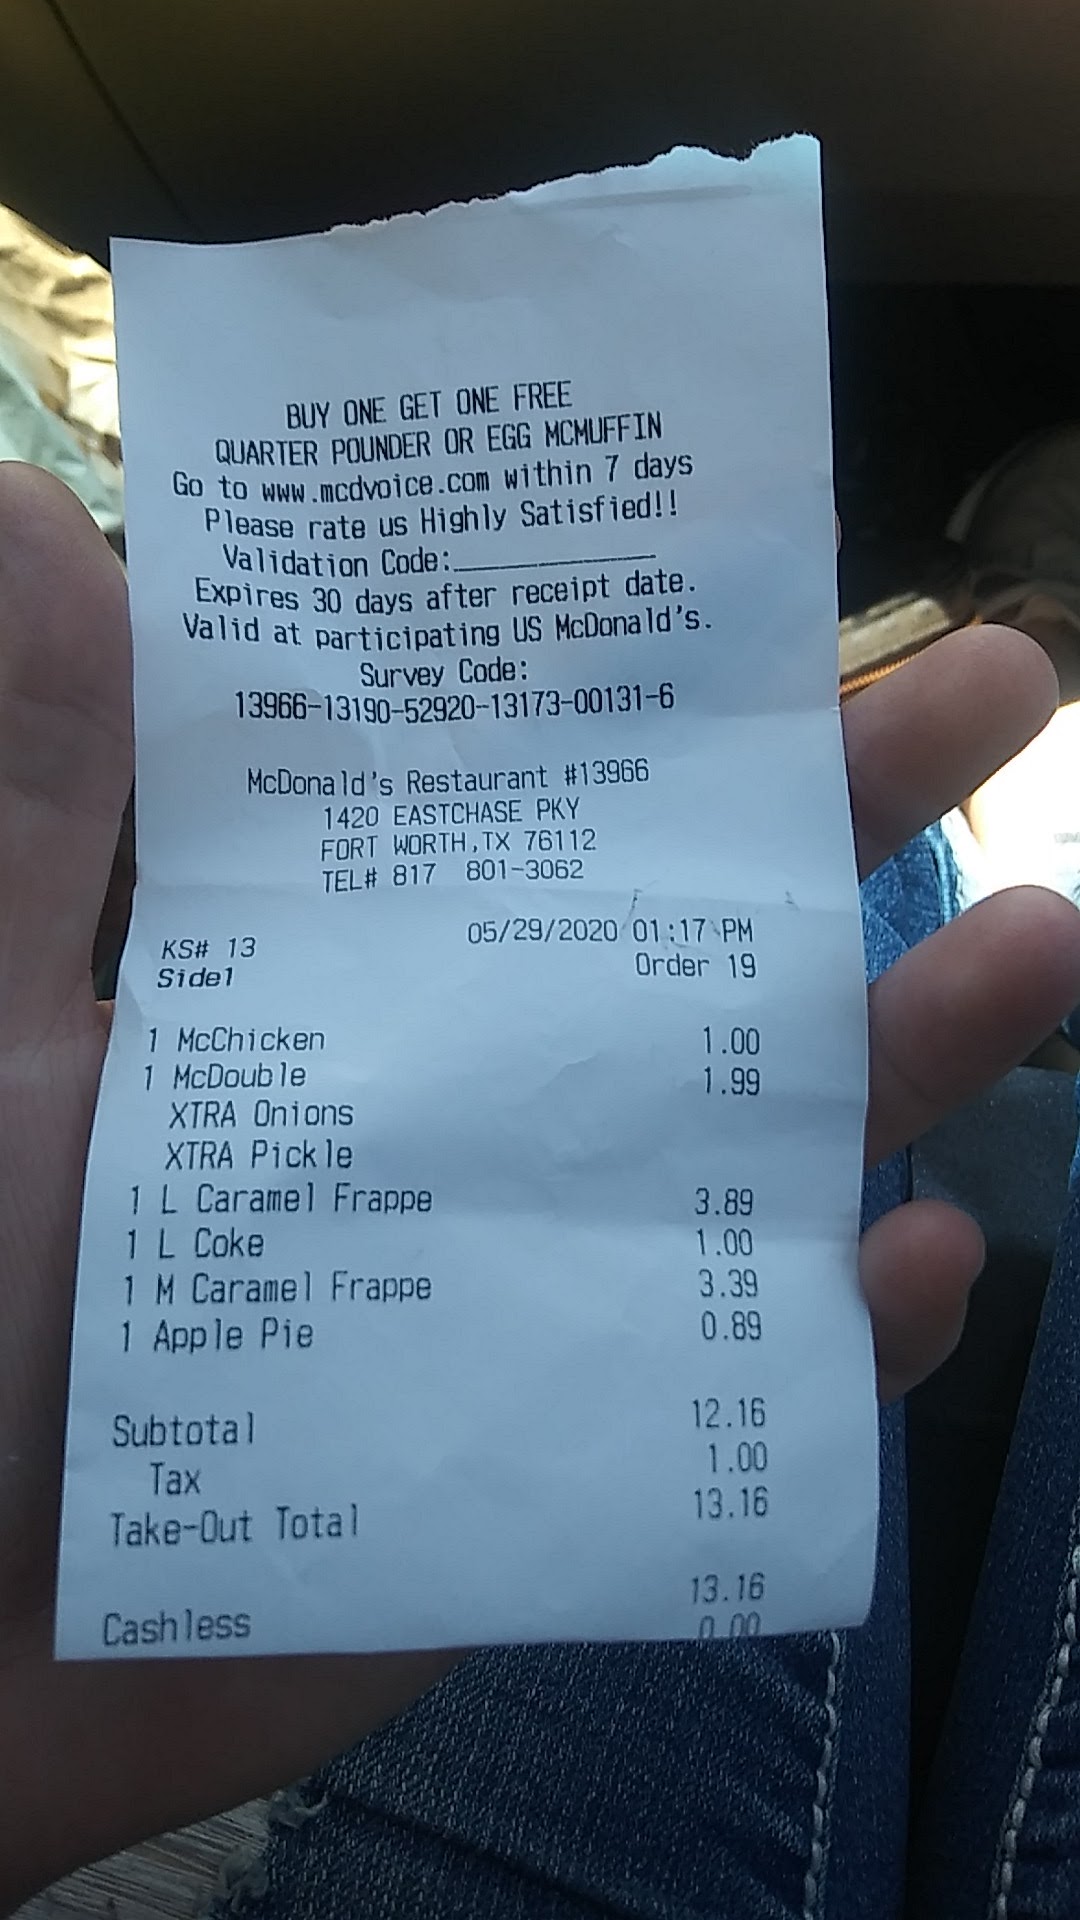 BUY ONE GET ONE FREE
QUARTER POUNDER OR EGG MCMUFFIN
Go to www.mcdvoice.com within 7 days
Please rate us Highly Satisfied!!
Validation Code:______________
Expires 30 days after receipt date.
Valid at participating US McDonald's.
Survey Code:
13966-13190-52920-13173-00131-6
McDonald's Restaurant #13966
1420 EASTCHASE PKY
FORT WORTH,TX 76112
TEL# 817 801-3062
KS# 13 05/29/2020 01:17 PM
Side1 Order 19
1 McChicken 1.00
1 McDouble 1.99
XTRA Onions
XTRA Pickle
1 L Caramel Frappe 3.89
1 L Coke 1.00
1 M Caramel Frappe 3.39
1 Apple Pie 0.89
Subtotal 12.16
Tax 1.00
Take-Out Total 13.16
Cashless 13.16
0.00